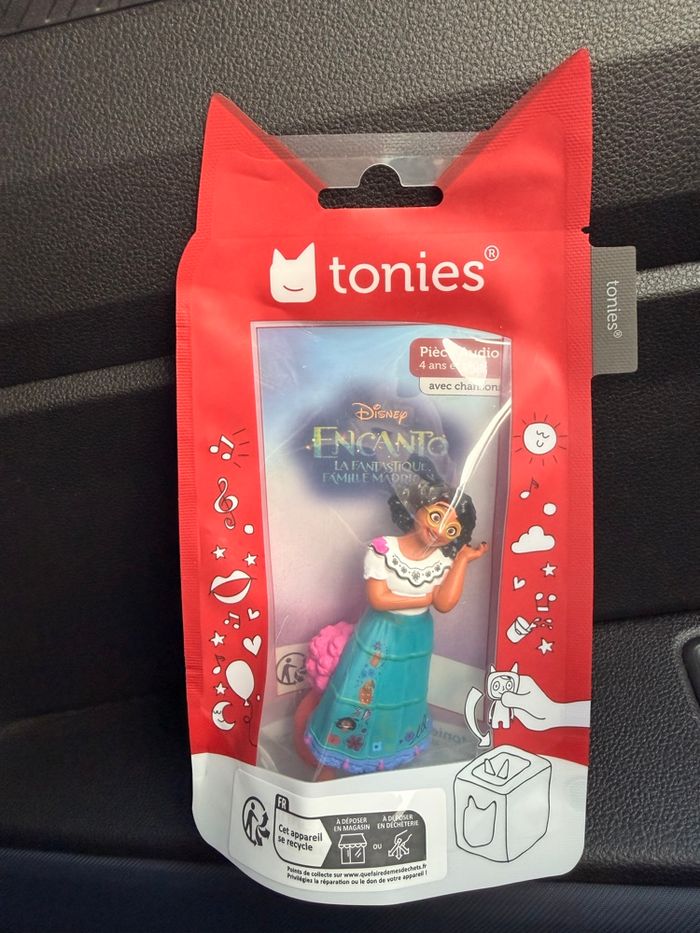 tonies®
tonies®
Pièce audio
4 ans et
avec chansons
Disney
ENCANTO
LA FANTASTIQUE
FAMILLE MADRIGAL
tonies
FR
Cet appareil
se recycle
À DÉPOSER
EN MAGASIN
OU
À DÉPOSER
EN DÉCHÈTERIE
Points de collecte sur www.quefairedemesdechets.fr
Privilégiez la réparation ou le don de votre appareil !